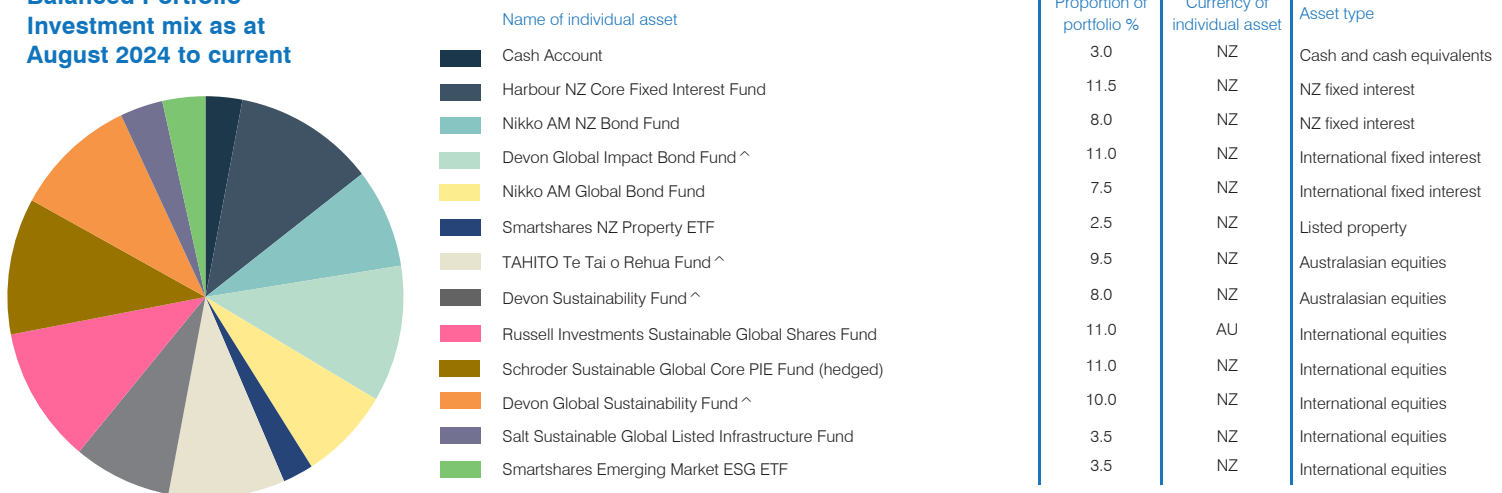 Balanced Portfolio
Investment mix as at
August 2024 to current
Name of individual asset
Proportion of
portfolio %
Currency of
individual asset
Asset type
Cash Account 3.0 NZ Cash and cash equivalents
Harbour NZ Core Fixed Interest Fund 11.5 NZ NZ fixed interest
Nikko AM NZ Bond Fund 8.0 NZ NZ fixed interest
Devon Global Impact Bond Fund^ 11.0 NZ International fixed interest
Nikko AM Global Bond Fund 7.5 NZ International fixed interest
Smartshares NZ Property ETF 2.5 NZ Listed property
TAHITO Te Tai o Rehua Fund^ 9.5 NZ Australasian equities
Devon Sustainability Fund^ 8.0 NZ Australasian equities
Russell Investments Sustainable Global Shares Fund 11.0 AU International equities
Schroder Sustainable Global Core PIE Fund (hedged) 11.0 NZ International equities
Devon Global Sustainability Fund^ 10.0 NZ International equities
Salt Sustainable Global Listed Infrastructure Fund 3.5 NZ International equities
Smartshares Emerging Market ESG ETF 3.5 NZ International equities